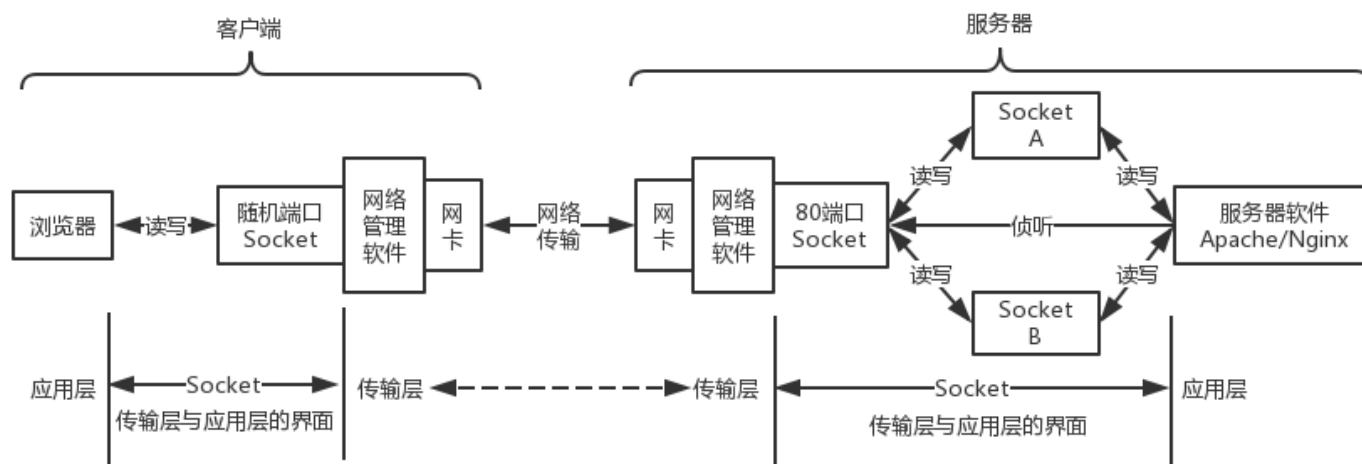 客户端
服务器
浏览器
读写
随机端口
Socket
网络
管理
软件
网
卡
网络
传输
网
卡
网络
管理
软件
80端口
Socket
Socket
A
读写
读写
侦听
读写
读写
Socket
B
服务器软件
Apache/Nginx
应用层
Socket
传输层与应用层的界面
传输层
传输层
Socket
传输层与应用层的界面
应用层